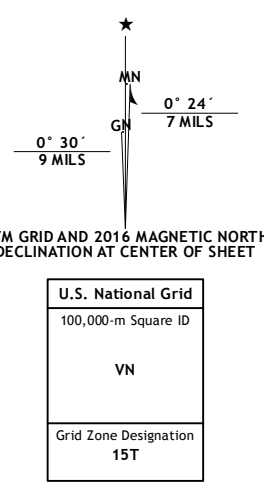 MN
0° 24´
7 MILS
GN
0° 30´
9 MILS
TM GRID AND 2016 MAGNETIC NORTH
DECLINATION AT CENTER OF SHEET
U.S. National Grid
100,000-m Square ID
VN
Grid Zone Designation
15T